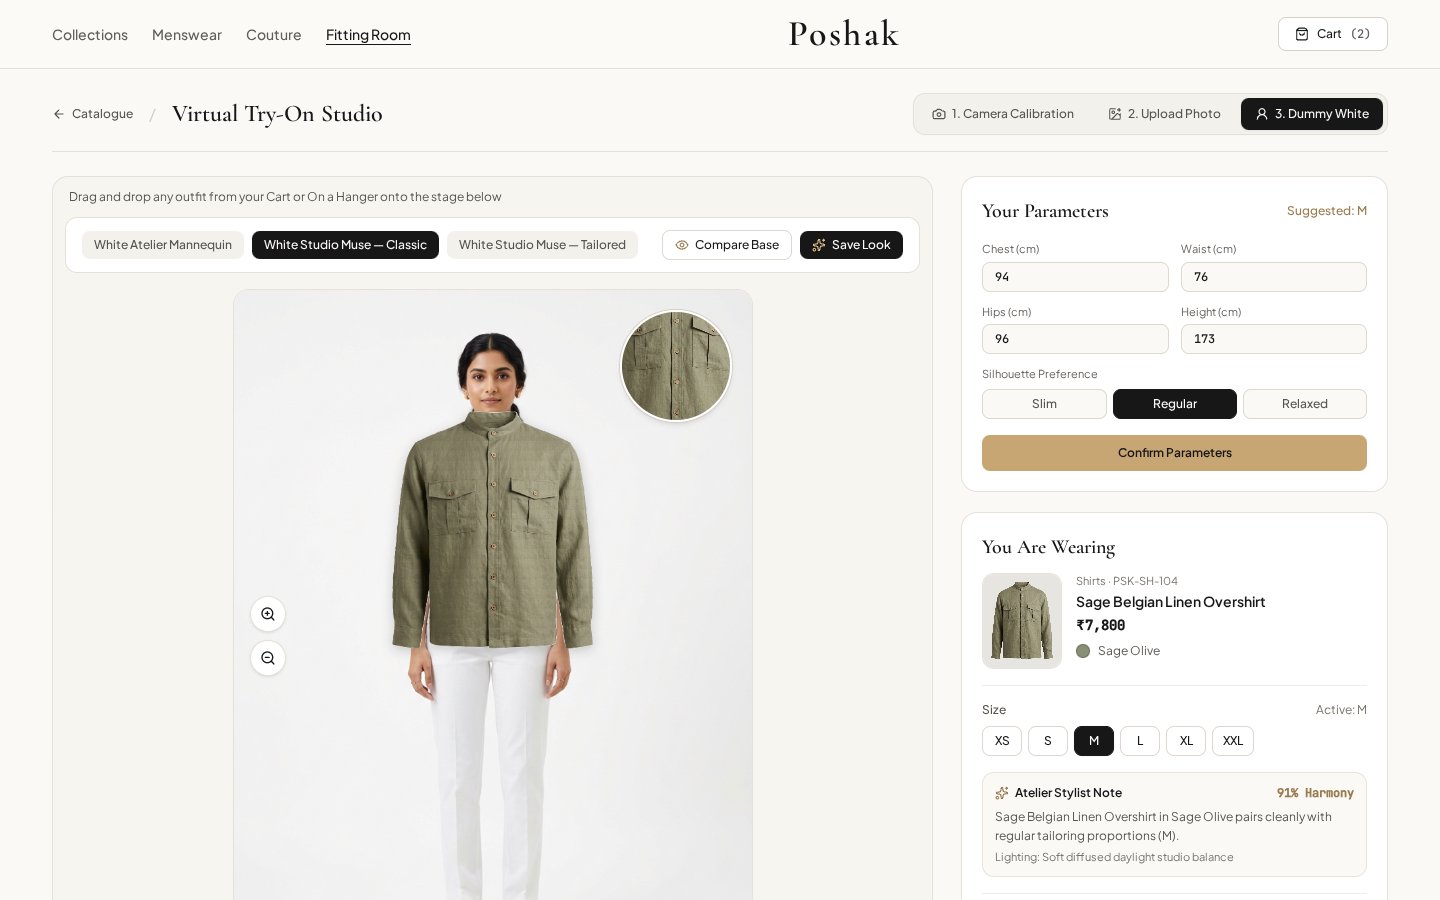 Collections Menswear Couture Fitting Room
Poshak
Cart (2)
Catalogue / Virtual Try-On Studio
1. Camera Calibration 2. Upload Photo 3. Dummy White
Drag and drop any outfit from your Cart or On a Hanger onto the stage below
White Atelier Mannequin White Studio Muse — Classic White Studio Muse — Tailored Compare Base Save Look
Your Parameters Suggested: M
Chest (cm) Waist (cm)
94 76
Hips (cm) Height (cm)
96 173
Silhouette Preference
Slim Regular Relaxed
Confirm Parameters
You Are Wearing
Shirts · PSK-SH-104
Sage Belgian Linen Overshirt
₹7,800
Sage Olive
Size Active: M
XS S M L XL XXL
Atelier Stylist Note 91% Harmony
Sage Belgian Linen Overshirt in Sage Olive pairs cleanly with
regular tailoring proportions (M).
Lighting: Soft diffused daylight studio balance